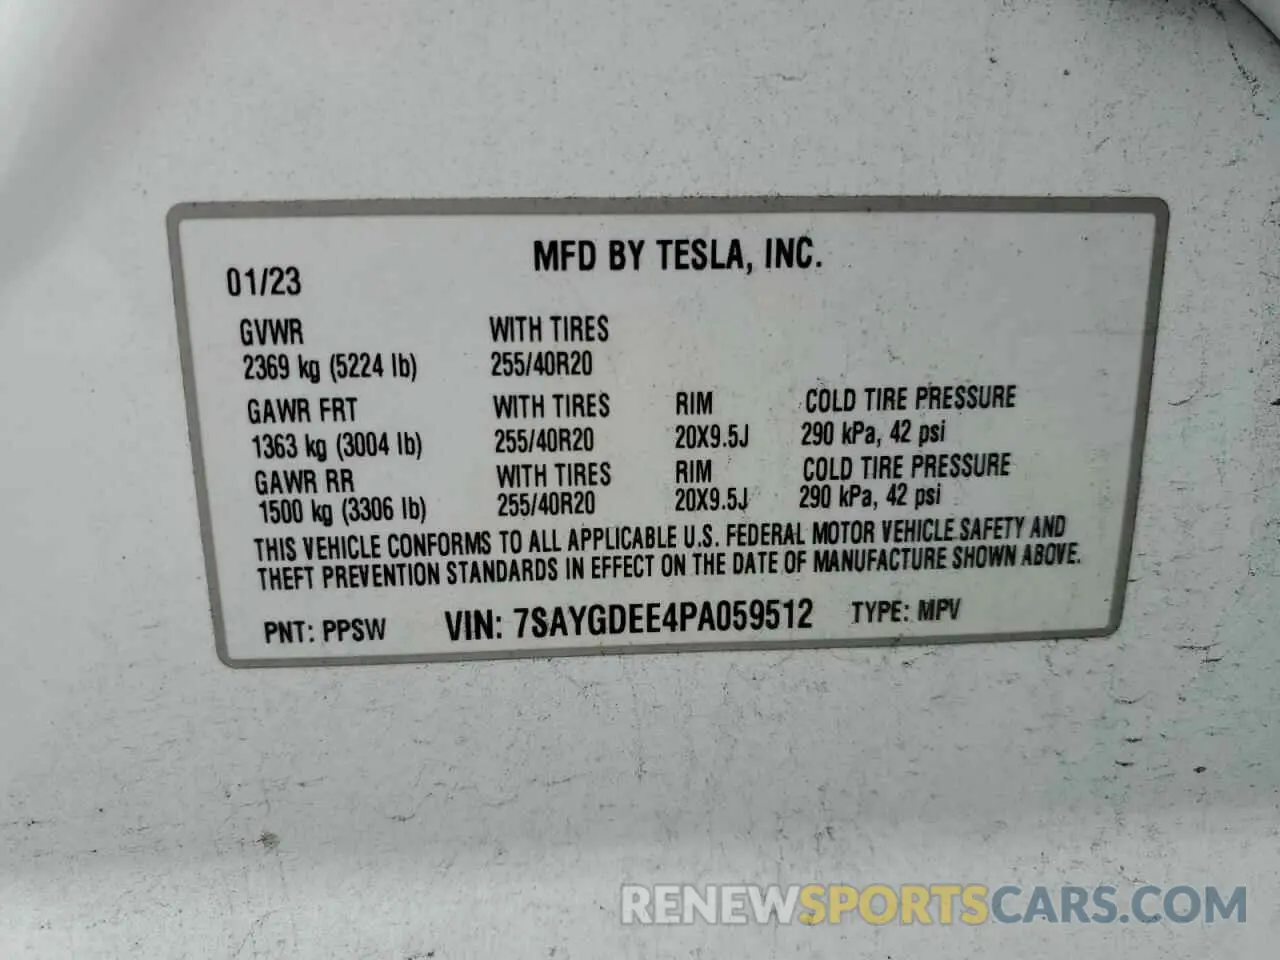 MFD BY TESLA, INC.
01/23
GVWR WITH TIRES
2369 kg (5224 lb) 255/40R20
GAWR FRT WITH TIRES RIM COLD TIRE PRESSURE
1363 kg (3004 lb) 255/40R20 20X9.5J 290 kPa, 42 psi
GAWR RR WITH TIRES RIM COLD TIRE PRESSURE
1500 kg (3306 lb) 255/40R20 20X9.5J 290 kPa, 42 psi
THIS VEHICLE CONFORMS TO ALL APPLICABLE U.S. FEDERAL MOTOR VEHICLE SAFETY AND
THEFT PREVENTION STANDARDS IN EFFECT ON THE DATE OF MANUFACTURE SHOWN ABOVE.
PNT: PPSW VIN: 7SAYGDEE4PA059512 TYPE: MPV
RENEWSPORTSCARS.COM